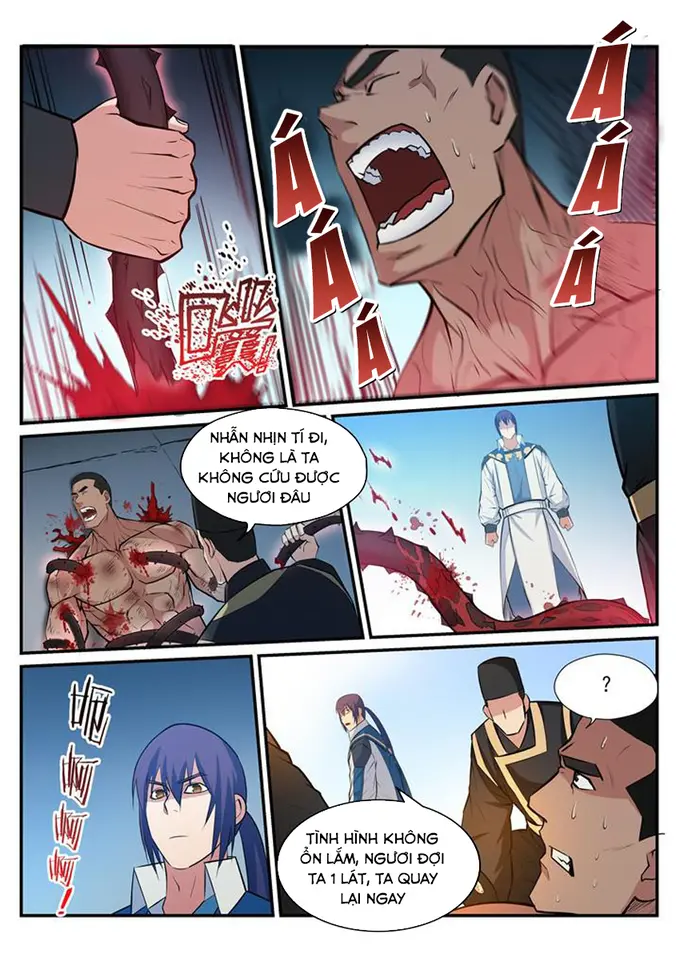 Á
Á
Á
Á
Á
Á
Á
Á
NHẪN NHỊN TÍ ĐI,
KHÔNG LÀ TA
KHÔNG CỨU ĐƯỢC
NGƯƠI ĐÂU
?
TÌNH HÌNH KHÔNG
ỔN LẮM, NGƯƠI ĐỢI
TA 1 LÁT, TA QUAY
LẠI NGAY